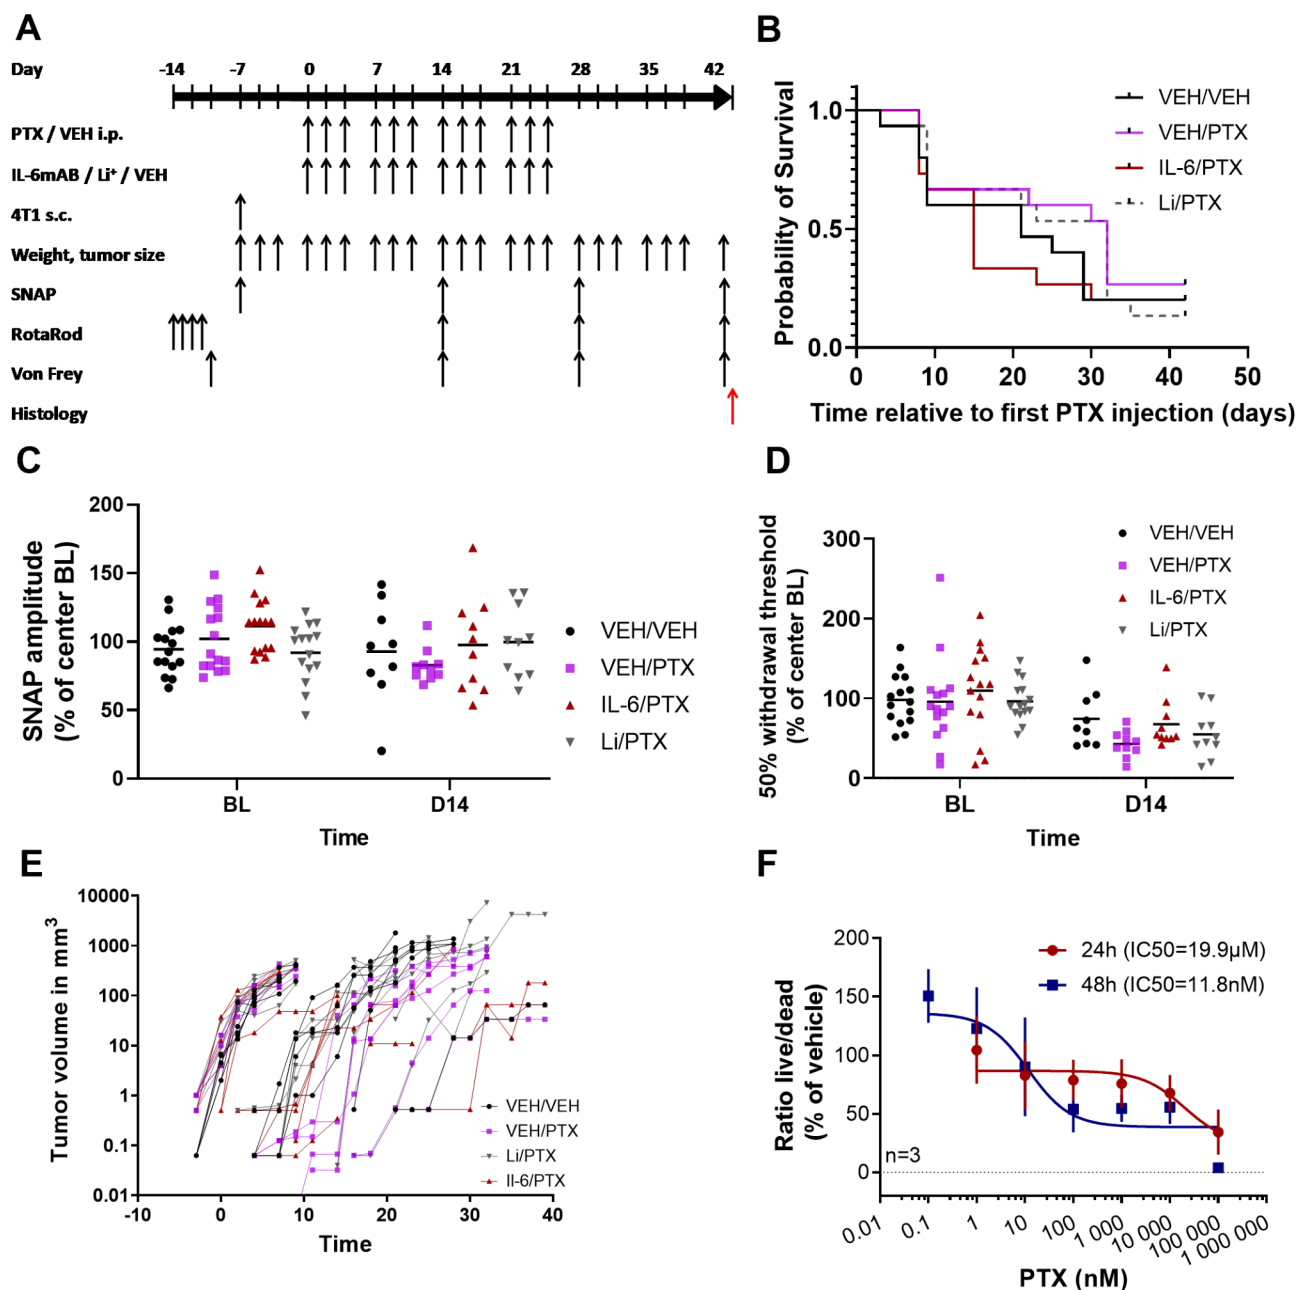 A
Day
-14 -7 0 7 14 21 28 35 42
PTX / VEH i.p.
IL-6mAB / Li⁺ / VEH
4T1 s.c.
Weight, tumor size
SNAP
RotaRod
Von Frey
Histology
B
Probability of Survival
1.0
0.5
0.0
0 10 20 30 40 50
Time relative to first PTX injection (days)
VEH/VEH
VEH/PTX
IL-6/PTX
Li/PTX
C
SNAP amplitude
(% of center BL)
200
150
100
50
0
BL D14
Time
VEH/VEH
VEH/PTX
IL-6/PTX
Li/PTX
D
50% withdrawal threshold
(% of center BL)
300
200
100
0
BL D14
Time
VEH/VEH
VEH/PTX
IL-6/PTX
Li/PTX
E
Tumor volume in mm³
10000
1000
100
10
1
0.1
0.01
-10 0 10 20 30 40
Time
VEH/VEH
VEH/PTX
Li/PTX
Il-6/PTX
F
Ratio live/dead
(% of vehicle)
200
150
100
50
0
n=3
24h (IC50=19.9µM)
48h (IC50=11.8nM)
0.01 0.1 1 10 100 1 000 10 000 100 000 1 000 000
PTX (nM)